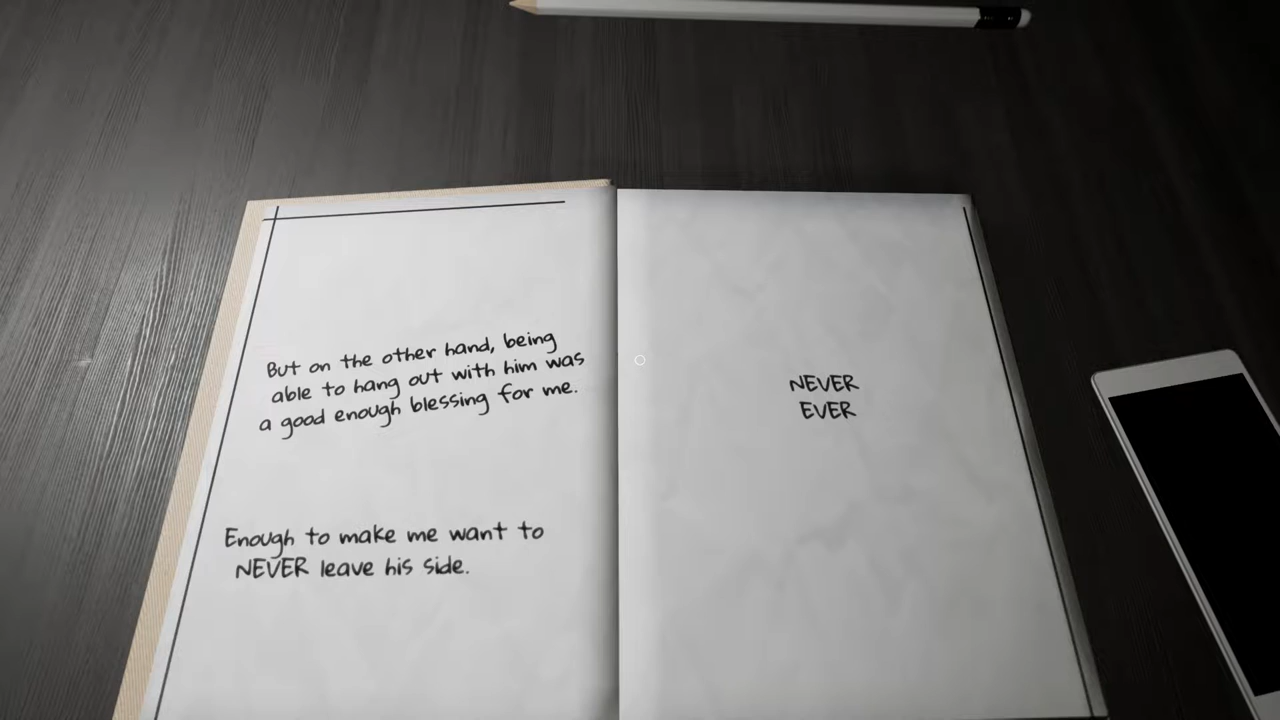 But on the other hand, being
able to hang out with him was
a good enough blessing for me.
Enough to make me want to
NEVER leave his side.
NEVER
EVER